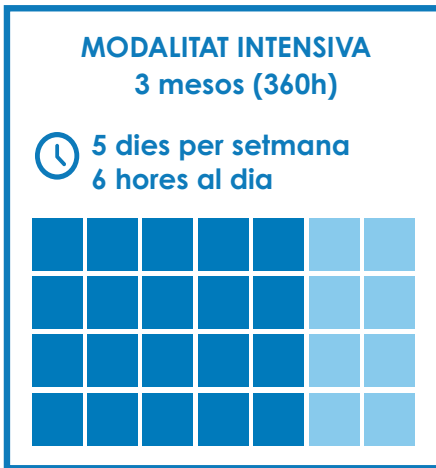 MODALITAT INTENSIVA
3 mesos (360h)
5 dies per setmana
6 hores al dia